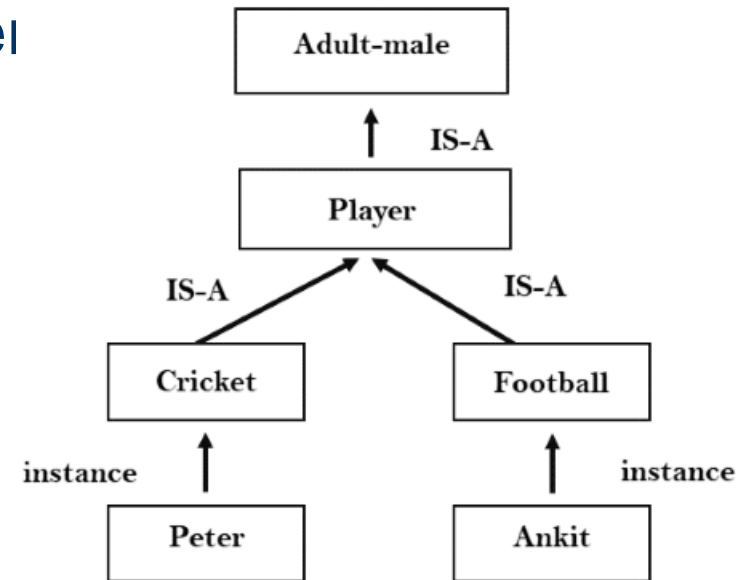 Adult-male
IS-A
Player
IS-A IS-A
Cricket Football
instance instance
Peter Ankit